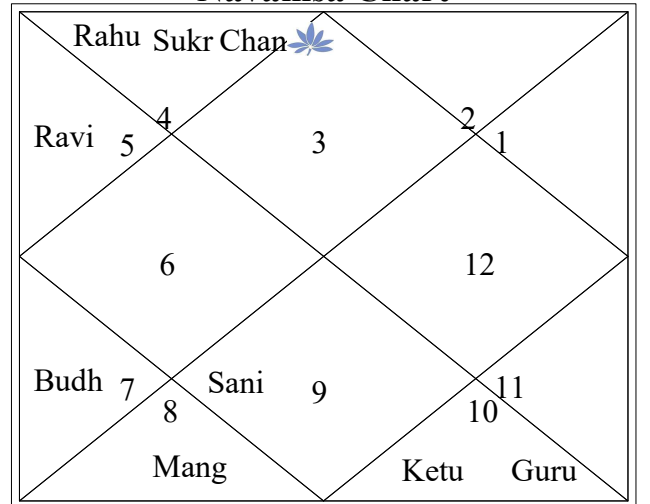 Rahu Sukr Chan
4 2
Ravi 5 3 1
6 12
Budh 7 Sani 9 11
8 10
Mang Ketu Guru